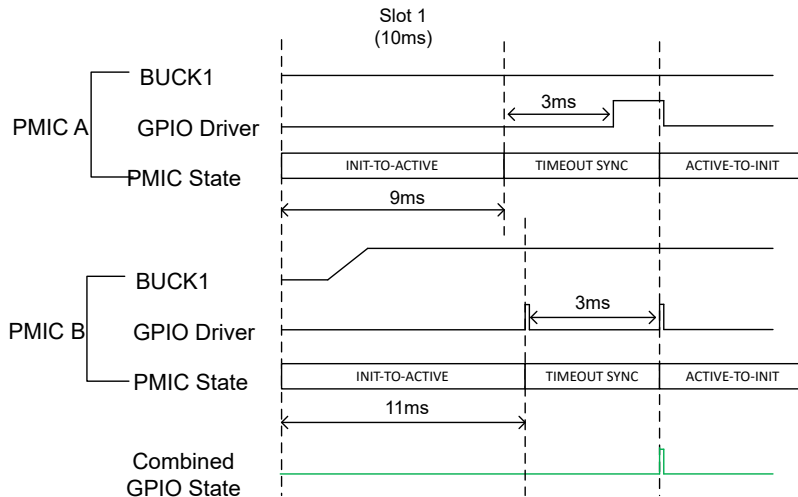 Slot 1
(10ms)
BUCK1
3ms
PMIC A
GPIO Driver
PMIC State
INIT-TO-ACTIVE
TIMEOUT SYNC
ACTIVE-TO-INIT
9ms
BUCK1
3ms
PMIC B
GPIO Driver
PMIC State
INIT-TO-ACTIVE
TIMEOUT SYNC
ACTIVE-TO-INIT
11ms
Combined
GPIO State